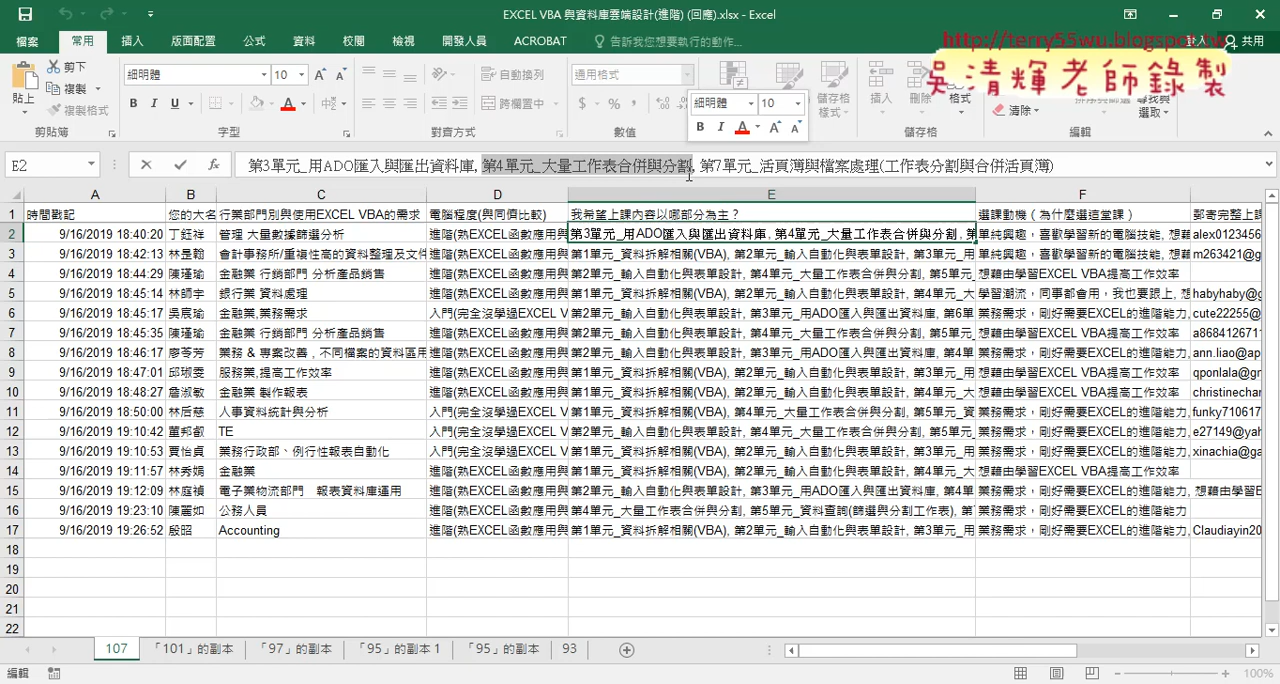 EXCEL VBA 與資料庫雲端設計(進階) (回應).xlsx - Excel
檔案 常用 插入 版面配置 公式 資料 校閱 檢視 開發人員 ACROBAT 告訴我您想要執行的動作... 登入 共用
http://terry55wu.blogspot.tw
吳清輝老師錄製
貼上 剪下 複製 複製格式 細明體 10 自動換列 跨欄置中 通用格式 儲存格樣式 插入 刪除 格式 清除 排序與篩選 尋找與選取
細明體 10
剪貼簿 字型 對齊方式 數值 儲存格 編輯
E2 第3單元_用ADO匯入與匯出資料庫, 第4單元_大量工作表合併與分割, 第7單元_活頁簿與檔案處理(工作表分割與合併活頁簿)
A B C D E F
1 時間戳記 您的大名 行業部門別與使用EXCEL VBA的需求 電腦程度(與同儕比較) 我希望上課內容以哪部分為主？ 選課動機（為什麼選這堂課） 郵寄完整上課
2 9/16/2019 18:40:20 丁鈺祥 管理 大量數據篩選分析 進階(熟EXCEL函數應用與 第3單元_用ADO匯入與匯出資料庫, 第4單元_大量工作表合併與分割, 第 單純興趣，喜歡學習新的電腦技能, 想藉 alex0123456
3 9/16/2019 18:42:13 林昱翰 會計事務所/重複性高的資料整理及文件 進階(熟EXCEL函數應用與 第1單元_資料拆解相關(VBA), 第2單元_輸入自動化與表單設計, 第3單元_用 單純興趣，喜歡學習新的電腦技能, 想藉 m263421@g
4 9/16/2019 18:44:29 陳瑾瑜 金融業 行銷部門 分析產品銷售 進階(熟EXCEL函數應用與 第2單元_輸入自動化與表單設計, 第4單元_大量工作表合併與分割, 第5單元_ 想藉由學習EXCEL VBA提高工作效率
5 9/16/2019 18:45:14 林師宇 銀行業 資料處理 進階(熟EXCEL函數應用與 第1單元_資料拆解相關(VBA), 第2單元_輸入自動化與表單設計, 第4單元_大 學習潮流，同事都會用，我也要跟上, 想 habyhaby@g
6 9/16/2019 18:45:17 吳宸瑜 金融業,業務需求 入門(完全沒學過EXCEL V 第2單元_輸入自動化與表單設計, 第3單元_用ADO匯入與匯出資料庫, 第6單 業務需求，剛好需要EXCEL的進階能力, cute22255@
7 9/16/2019 18:45:35 陳瑾瑜 金融業 行銷部門 分析產品銷售 進階(熟EXCEL函數應用與 第2單元_輸入自動化與表單設計, 第4單元_大量工作表合併與分割, 第5單元_ 想藉由學習EXCEL VBA提高工作效率 a8684126711
8 9/16/2019 18:46:17 廖苓芳 業務 & 專案改善，不同檔案的資料區用 進階(熟EXCEL函數應用與 第2單元_輸入自動化與表單設計, 第3單元_用ADO匯入與匯出資料庫, 第4單 業務需求，剛好需要EXCEL的進階能力, ann.liao@ap
9 9/16/2019 18:47:01 邱琡雯 服務業,提高工作效率 進階(熟EXCEL函數應用與 第1單元_資料拆解相關(VBA), 第2單元_輸入自動化與表單設計, 第3單元_用 業務需求，剛好需要EXCEL的進階能力, qponlala@gr
10 9/16/2019 18:48:27 詹淑敏 金融業 製作報表 進階(熟EXCEL函數應用與 第1單元_資料拆解相關(VBA), 第2單元_輸入自動化與表單設計, 第3單元_用 業務需求，剛好需要EXCEL的進階能力, christinechar
11 9/16/2019 18:50:00 林后慈 人事資料統計與分析 入門(完全沒學過EXCEL V 第1單元_資料拆解相關(VBA), 第4單元_大量工作表合併與分割, 第5單元_資 業務需求，剛好需要EXCEL的進階能力, funky710617
12 9/16/2019 19:10:42 董邦叡 TE 入門(完全沒學過EXCEL V 第2單元_輸入自動化與表單設計, 第4單元_大量工作表合併與分割, 第5單元_ 業務需求，剛好需要EXCEL的進階能力, e27149@yah
13 9/16/2019 19:10:53 賈怡貞 業務行政部、例行性報表自動化 入門(完全沒學過EXCEL V 第1單元_資料拆解相關(VBA), 第2單元_輸入自動化與表單設計, 第3單元_用 業務需求，剛好需要EXCEL的進階能力, xinachia@ga
14 9/16/2019 19:11:57 林秀娟 金融業 進階(熟EXCEL函數應用與 第1單元_資料拆解相關(VBA), 第2單元_輸入自動化與表單設計, 第4單元_大 想藉由學習EXCEL VBA提高工作效率
15 9/16/2019 19:12:09 林庭禎 電子業物流部門 報表資料庫運用 進階(熟EXCEL函數應用與 第2單元_輸入自動化與表單設計, 第3單元_用ADO匯入與匯出資料庫, 第4單 業務需求，剛好需要EXCEL的進階能力, 想藉由學習E
16 9/16/2019 19:23:10 陳麗如 公務人員 進階(熟EXCEL函數應用與 第4單元_大量工作表合併與分割, 第5單元_資料查詢(篩選與分割工作表), 第7 業務需求，剛好需要EXCEL的進階能力
17 9/16/2019 19:26:52 殷昭 Accounting 進階(熟EXCEL函數應用與 第1單元_資料拆解相關(VBA), 第2單元_輸入自動化與表單設計, 第3單元_用 業務需求，剛好需要EXCEL的進階能力, Claudiayin20
18
19
20
21
22
107 「101」的副本 「97」的副本 「95」的副本 1 「95」的副本 93
編輯 100%